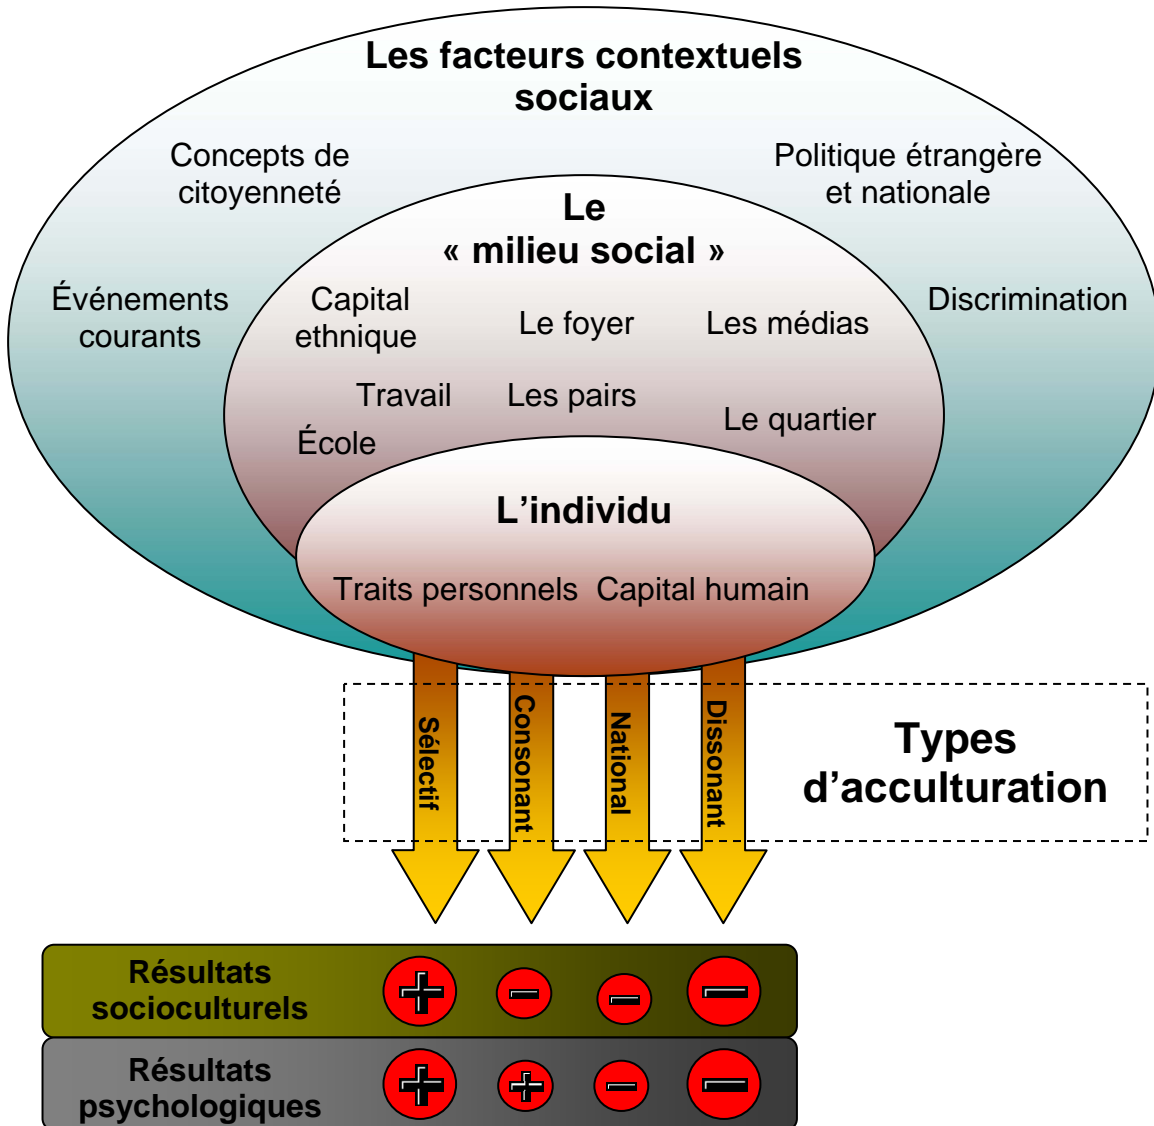 Les facteurs contextuels
sociaux
Concepts de
citoyenneté
Politique étrangère
et nationale
Le
« milieu social »
Événements
courants
Capital
ethnique
Le foyer
Les médias
Discrimination
Travail
Les pairs
Le quartier
École
L’individu
Traits personnels
Capital humain
Sélectif
Consonant
National
Dissonant
Types
d’acculturation
Résultats
socioculturels
+ - - -
Résultats
psychologiques
+ + - -